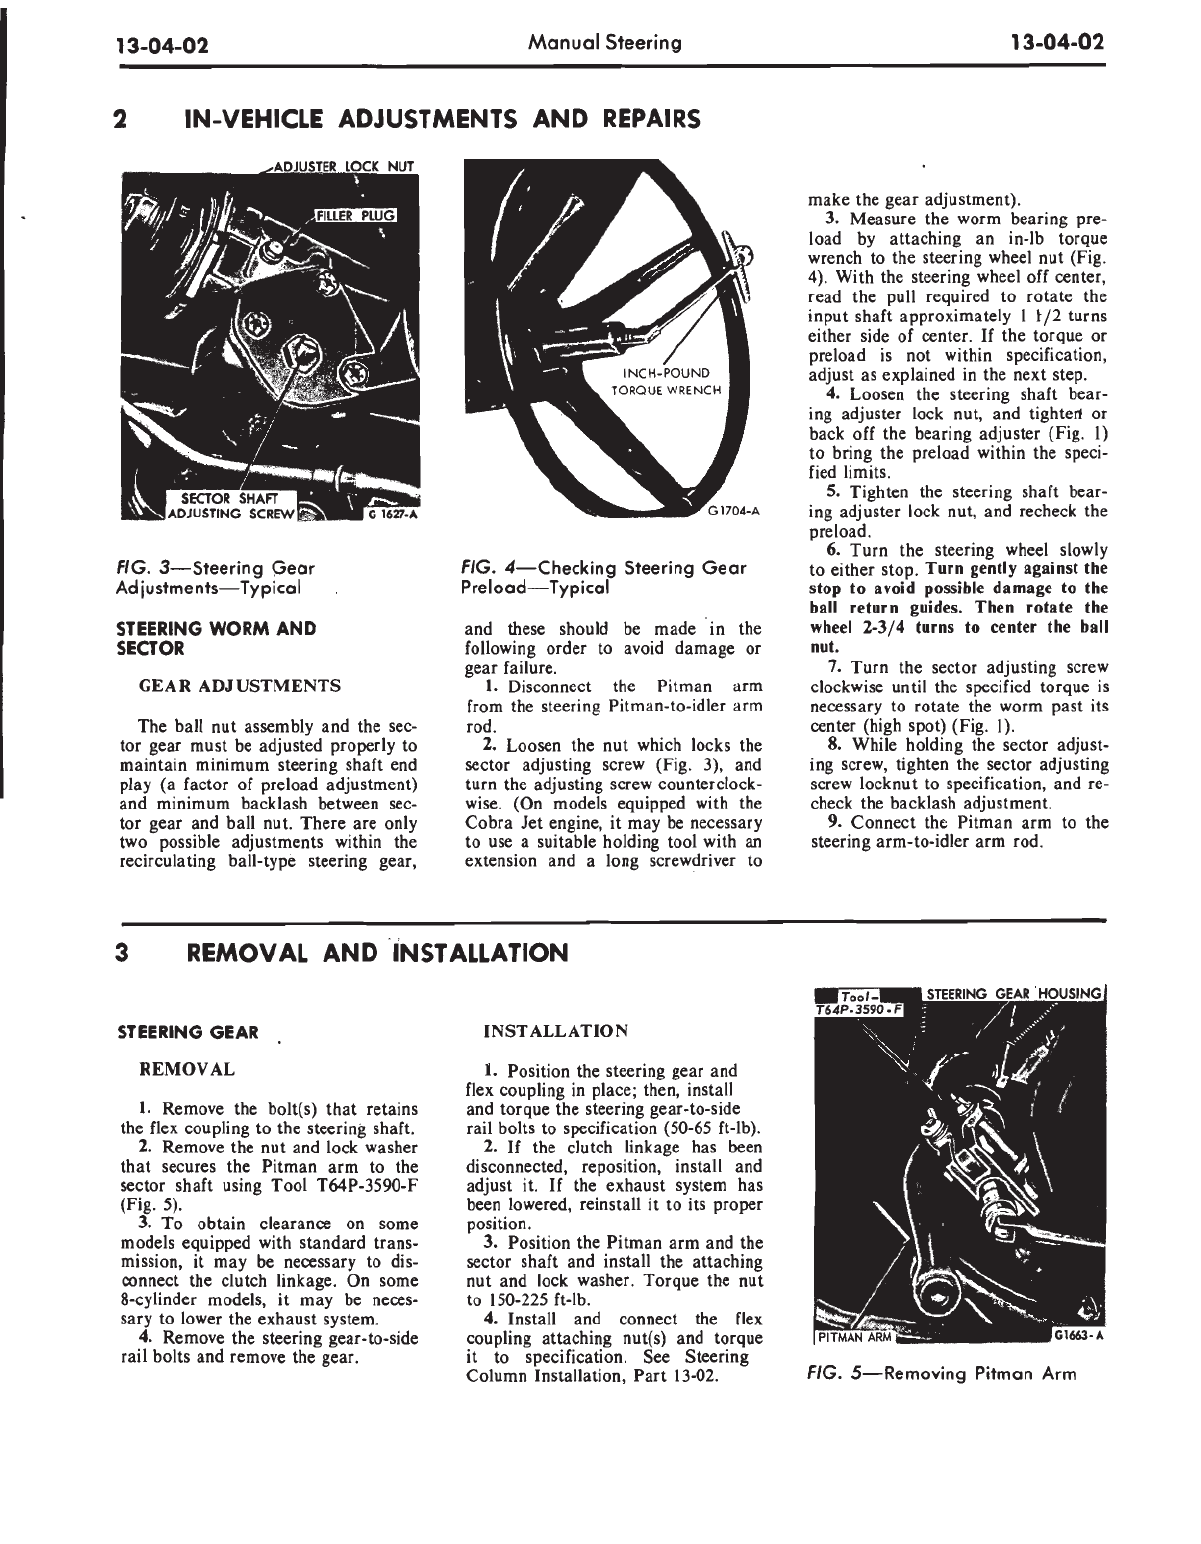 13-04-02
Manual Steering
13-04-02
2 IN-VEHICLE ADJUSTMENTS AND REPAIRS
ADJUSTER LOCK NUT
FILLER PLUG
SECTOR SHAFT
ADJUSTING SCREW
G 1627-A
FIG. 3—Steering Gear
Adjustments—Typical
STEERING WORM AND
SECTOR
GEAR ADJUSTMENTS
The ball nut assembly and the sec-
tor gear must be adjusted properly to
maintain minimum steering shaft end
play (a factor of preload adjustment)
and minimum backlash between sec-
tor gear and ball nut. There are only
two possible adjustments within the
recirculating ball-type steering gear,
INCH-POUND
TORQUE WRENCH
G1704-A
FIG. 4—Checking Steering Gear
Preload—Typical
and these should be made in the
following order to avoid damage or
gear failure.
1. Disconnect the Pitman arm
from the steering Pitman-to-idler arm
rod.
2. Loosen the nut which locks the
sector adjusting screw (Fig. 3), and
turn the adjusting screw counterclock-
wise. (On models equipped with the
Cobra Jet engine, it may be necessary
to use a suitable holding tool with an
extension and a long screwdriver to
make the gear adjustment).
3. Measure the worm bearing pre-
load by attaching an in-lb torque
wrench to the steering wheel nut (Fig.
4). With the steering wheel off center,
read the pull required to rotate the
input shaft approximately 1 1/2 turns
either side of center. If the torque or
preload is not within specification,
adjust as explained in the next step.
4. Loosen the steering shaft bear-
ing adjuster lock nut, and tighten or
back off the bearing adjuster (Fig. 1)
to bring the preload within the speci-
fied limits.
5. Tighten the steering shaft bear-
ing adjuster lock nut, and recheck the
preload.
6. Turn the steering wheel slowly
to either stop. Turn gently against the
stop to avoid possible damage to the
ball return guides. Then rotate the
wheel 2-3/4 turns to center the ball
nut.
7. Turn the sector adjusting screw
clockwise until the specified torque is
necessary to rotate the worm past its
center (high spot) (Fig. 1).
8. While holding the sector adjust-
ing screw, tighten the sector adjusting
screw locknut to specification, and re-
check the backlash adjustment.
9. Connect the Pitman arm to the
steering arm-to-idler arm rod.
3 REMOVAL AND INSTALLATION
STEERING GEAR
REMOVAL
1. Remove the bolt(s) that retains
the flex coupling to the steering shaft.
2. Remove the nut and lock washer
that secures the Pitman arm to the
sector shaft using Tool T64P-3590-F
(Fig. 5).
3. To obtain clearance on some
models equipped with standard trans-
mission, it may be necessary to dis-
connect the clutch linkage. On some
8-cylinder models, it may be neces-
sary to lower the exhaust system.
4. Remove the steering gear-to-side
rail bolts and remove the gear.
INSTALLATION
1. Position the steering gear and
flex coupling in place; then, install
and torque the steering gear-to-side
rail bolts to specification (50-65 ft-lb).
2. If the clutch linkage has been
disconnected, reposition, install and
adjust it. If the exhaust system has
been lowered, reinstall it to its proper
position.
3. Position the Pitman arm and the
sector shaft and install the attaching
nut and lock washer. Torque the nut
to 150-225 ft-lb.
4. Install and connect the flex
coupling attaching nut(s) and torque
it to specification. See Steering
Column Installation, Part 13-02.
Tool-
T64P-3590-F
STEERING GEAR HOUSING
PITMAN ARM
G1663-A
FIG. 5—Removing Pitman Arm